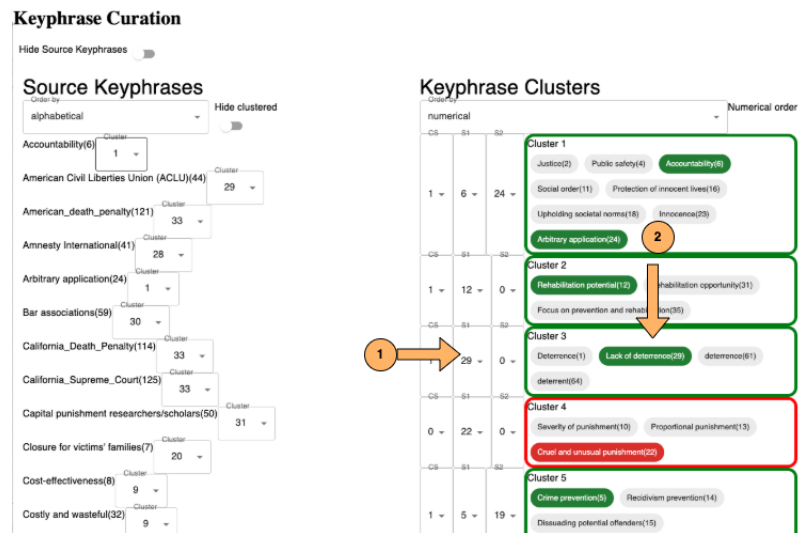 Keyphrase Curation
Hide Source Keyphrases
Source Keyphrases
Order by
alphabetical
Hide clustered
Accountability(6)
Cluster
1
American Civil Liberties Union (ACLU)(44)
Cluster
29
American_death_penalty(121)
Cluster
33
Amnesty International(41)
Cluster
28
Arbitrary application(24)
Cluster
1
Bar associations(59)
Cluster
30
California_Death_Penalty(114)
Cluster
33
California_Supreme_Court(125)
Cluster
33
Capital punishment researchers/scholars(50)
Cluster
31
Closure for victims' families(7)
Cluster
20
Cost-effectiveness(8)
Cluster
9
Costly and wasteful(32)
Cluster
9
Keyphrase Clusters
Order by
numerical
Numerical order
CS S1 S2
1 6 24
Cluster 1
Justice(2) Public safety(4) Accountability(6)
Social order(11) Protection of innocent lives(16)
Upholding societal norms(18) Innocence(23)
Arbitrary application(24)
2
CS S1 S2
1 12 0
Cluster 2
Rehabilitation potential(12) ehabilitation opportunity(31)
Focus on prevention and (35)
1
CS S1 S2
29 0
Cluster 3
Deterrence(1) Lack of deterrence(29) deterrence(61)
deterrent(64)
CS S1 S2
0 22 0
Cluster 4
Severity of punishment(10) Proportional punishment(13)
Cruel and unusual punishment(22)
CS S1 S2
1 5 19
Cluster 5
Crime prevention(5) Recidivism prevention(14)
Dissuading potential offenders(15)